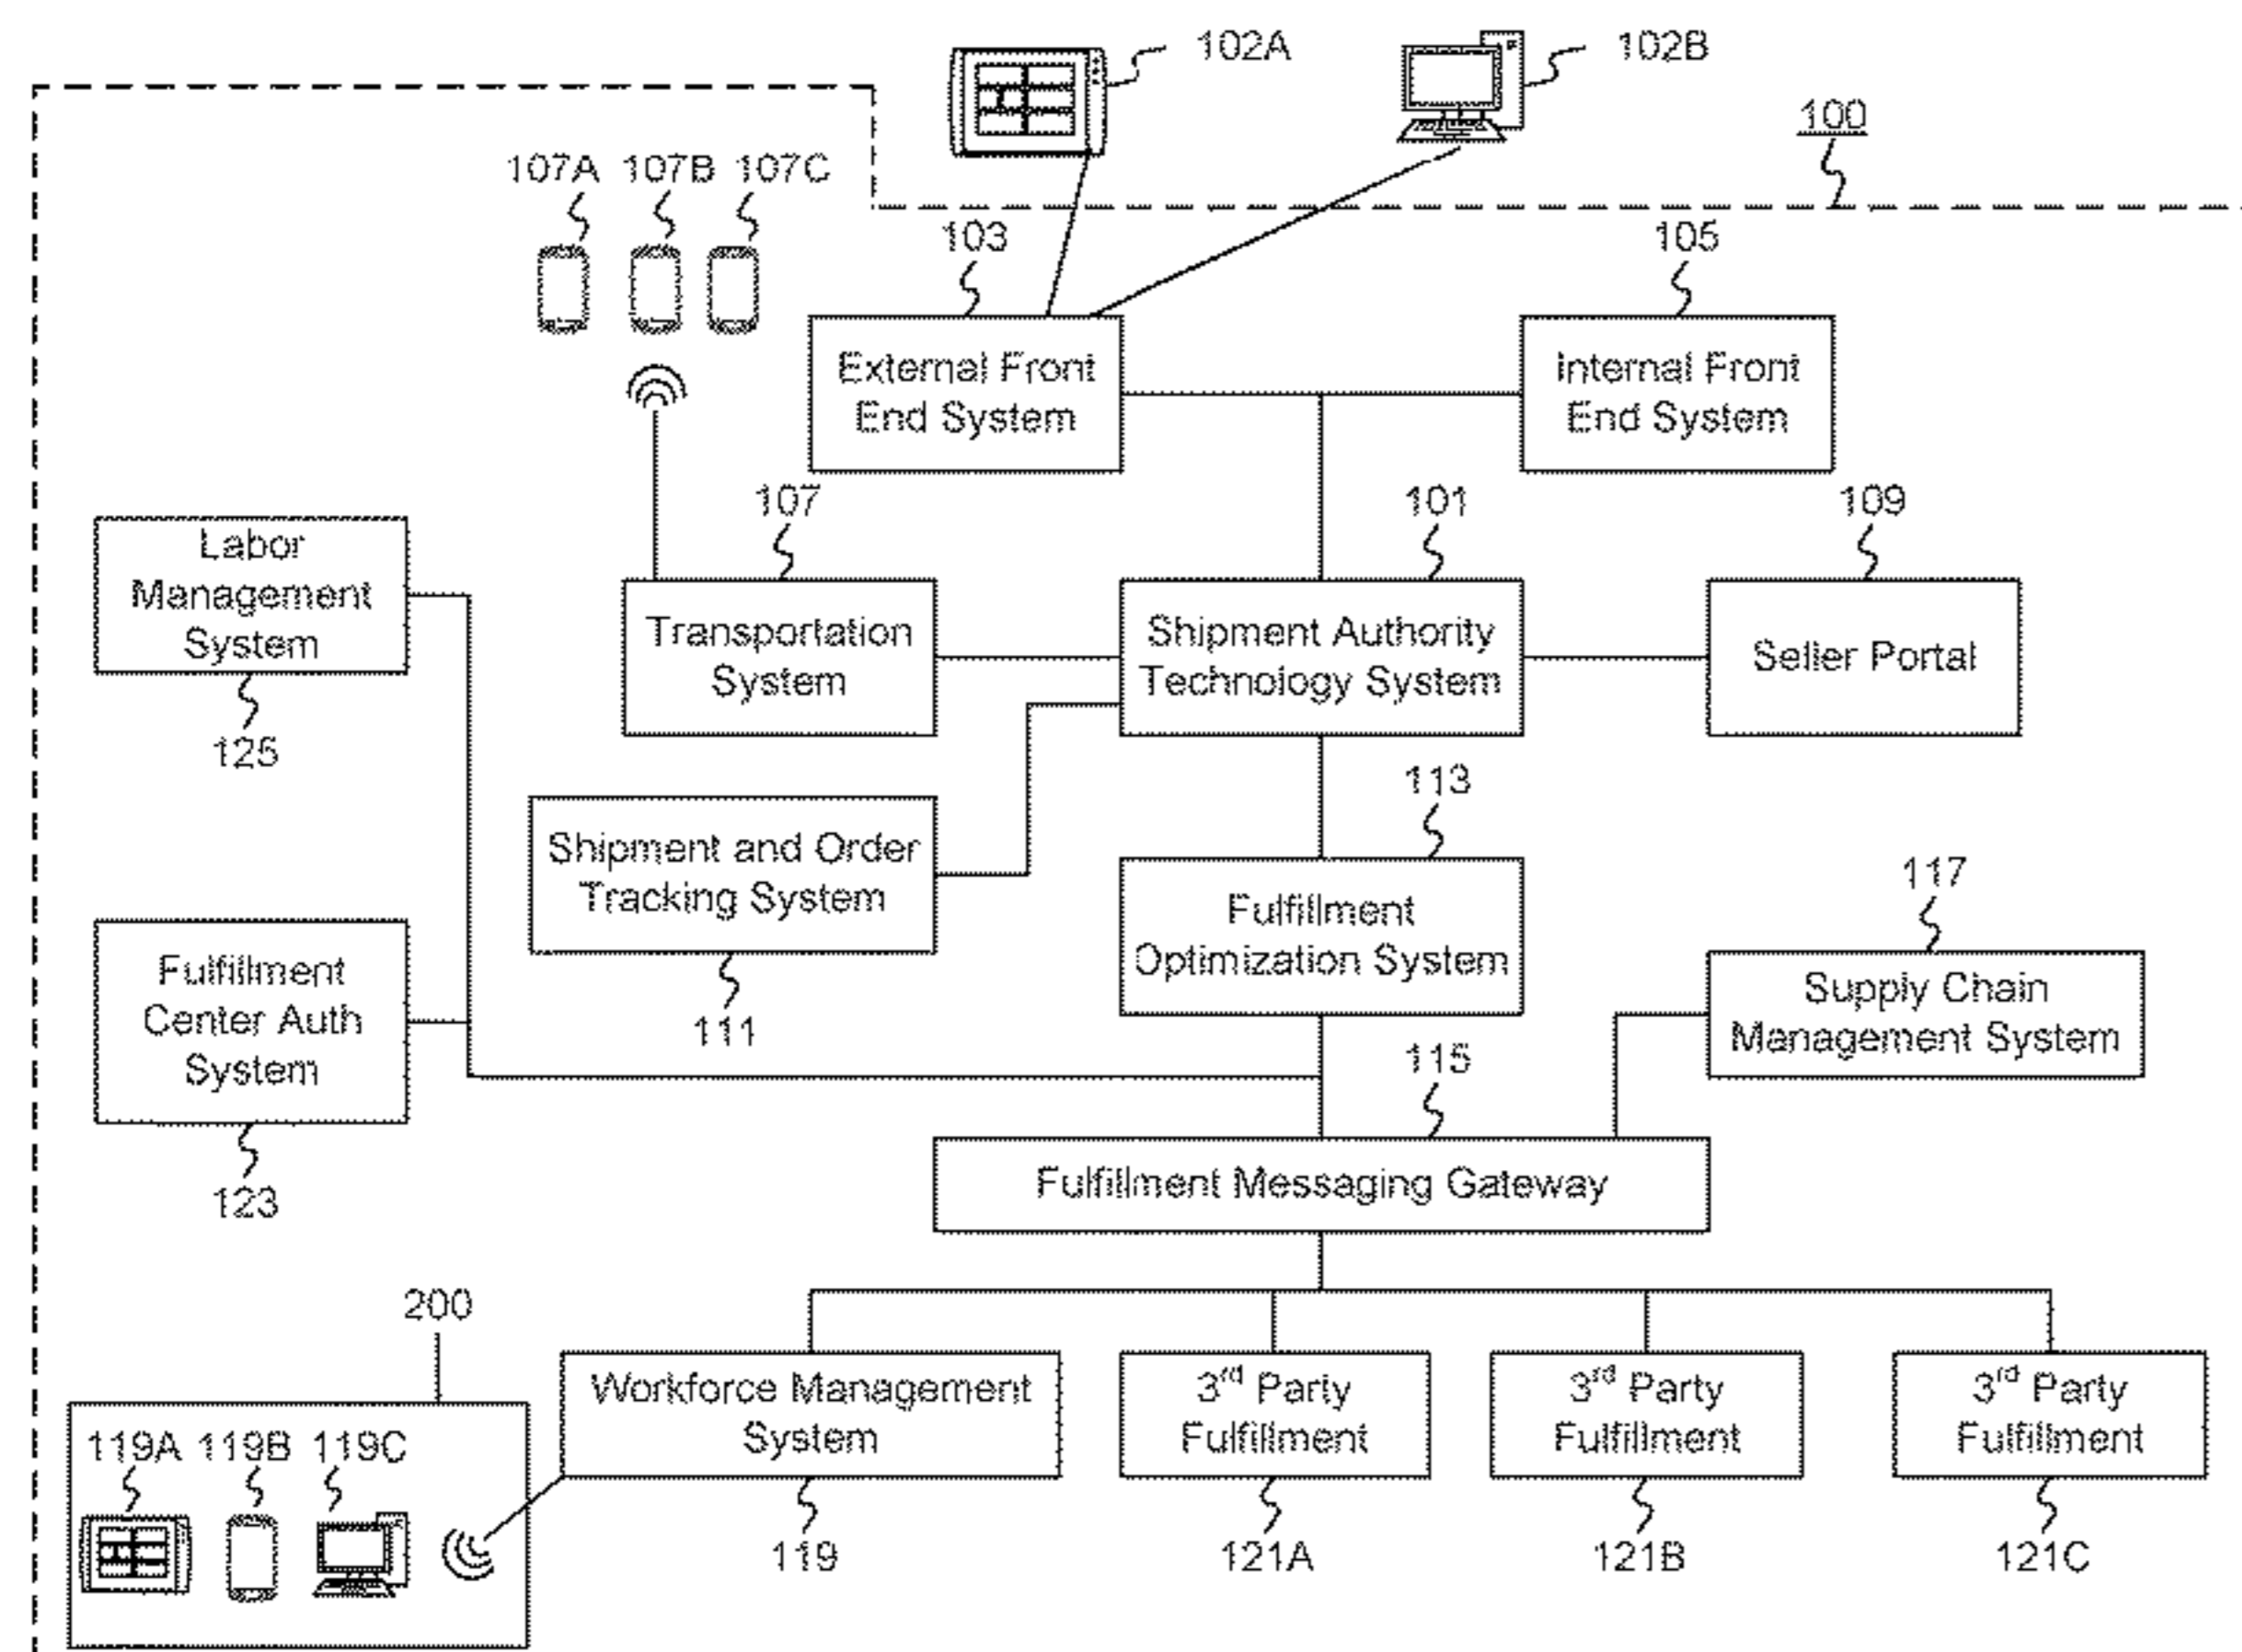 102A
102B
100
107A 107B 107C
103
105
External Front
End System
Internal Front
End System
107
101
109
Labor
Management
System
Transportation
System
Shipment Authority
Technology System
Seller Portal
125
113
Shipment and Order
Tracking System
117
Fulfillment
Optimization System
Fulfillment
Center Auth
System
Supply Chain
Management System
111
115
123
Fulfillment Messaging Gateway
200
Workforce Management
System
3rd Party
Fulfillment
3rd Party
Fulfillment
3rd Party
Fulfillment
119A 119B 119C
119
121A
121B
121C